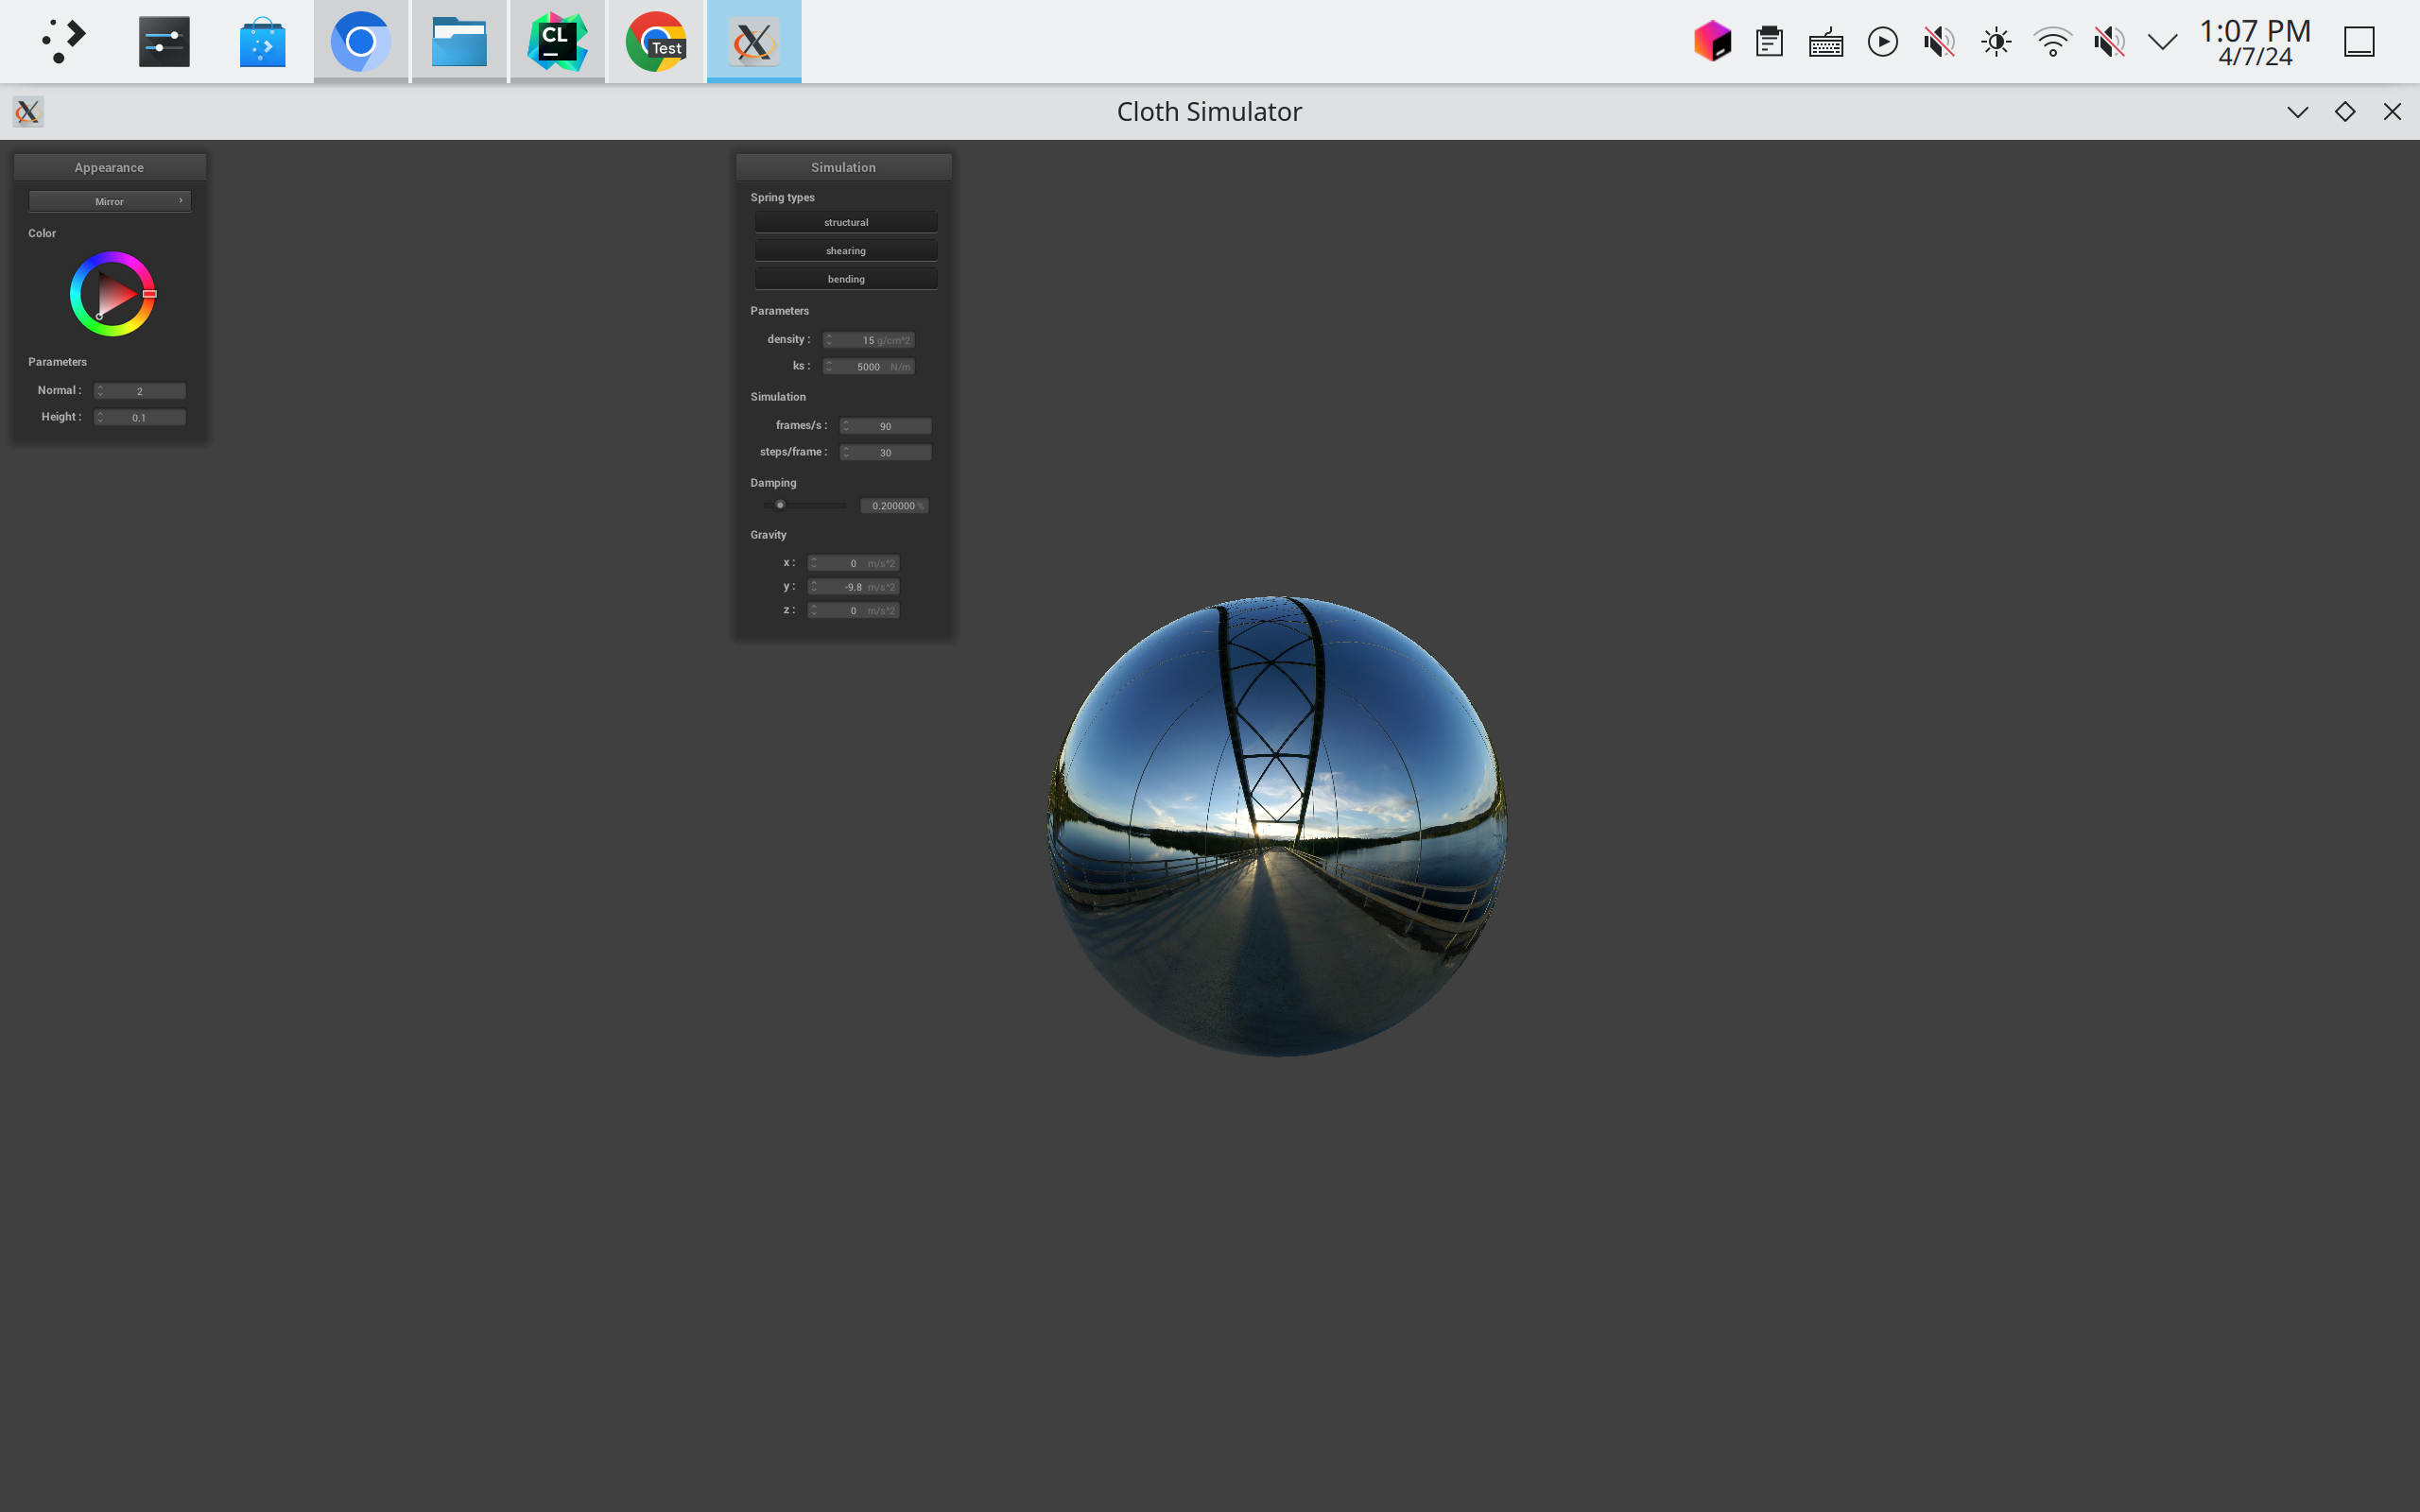 CL
Test
1:07 PM
4/7/24
Cloth Simulator
Appearance
Mirror
Color
Parameters
Normal : 2
Height : 0.1
Simulation
Spring types
structural
shearing
bending
Parameters
density : 15 g/cm^2
ks : 5000 N/m
Simulation
frames/s : 90
steps/frame : 30
Damping
0.200000 %
Gravity
x : 0 m/s^2
y : -9.8 m/s^2
z : 0 m/s^2